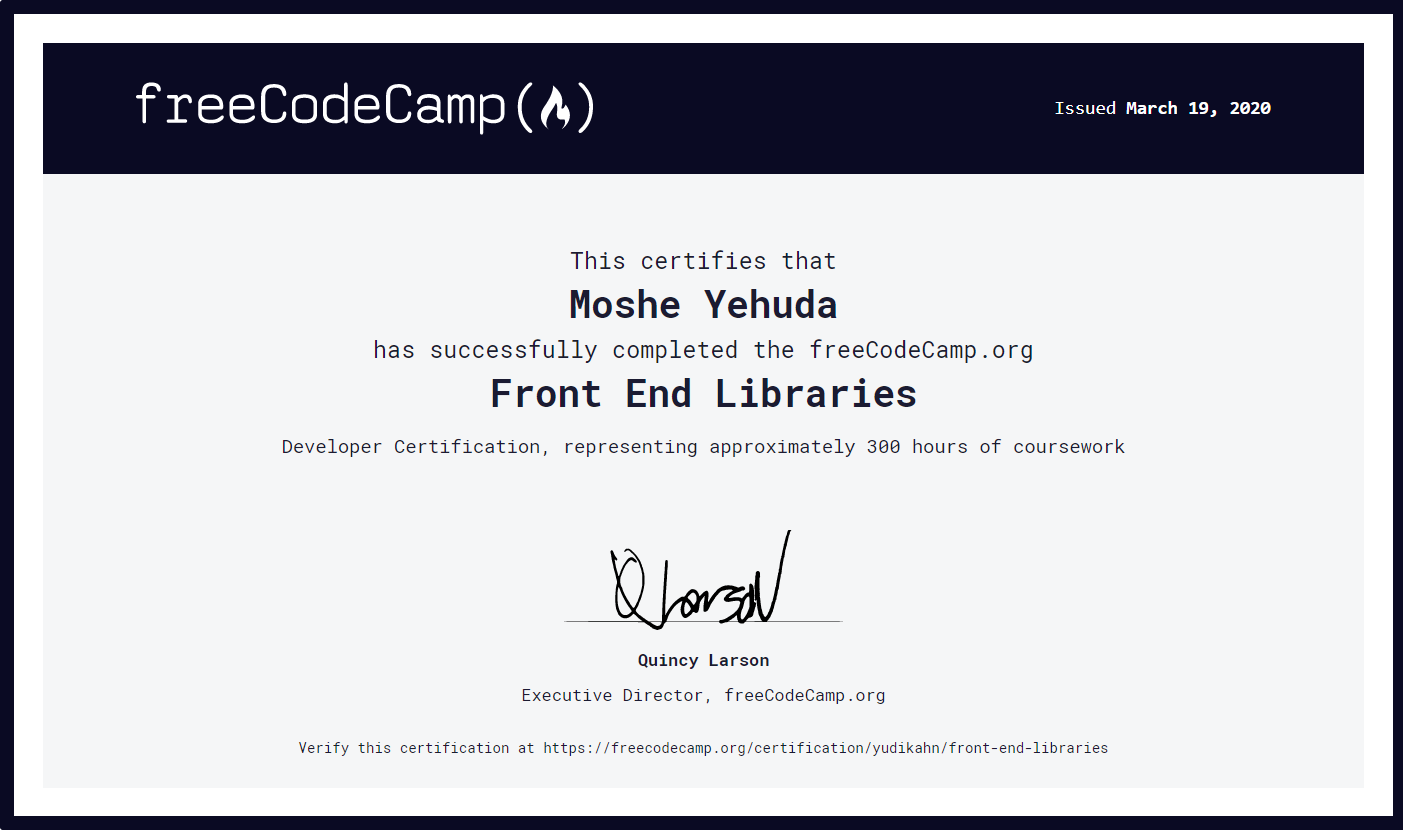 freeCodeCamp
Issued March 19, 2020
This certifies that
Moshe Yehuda
has successfully completed the freeCodeCamp.org
Front End Libraries
Developer Certification, representing approximately 300 hours of coursework
Q Larson
Quincy Larson
Executive Director, freeCodeCamp.org
Verify this certification at https://freecodecamp.org/certification/yudikahn/front-end-libraries